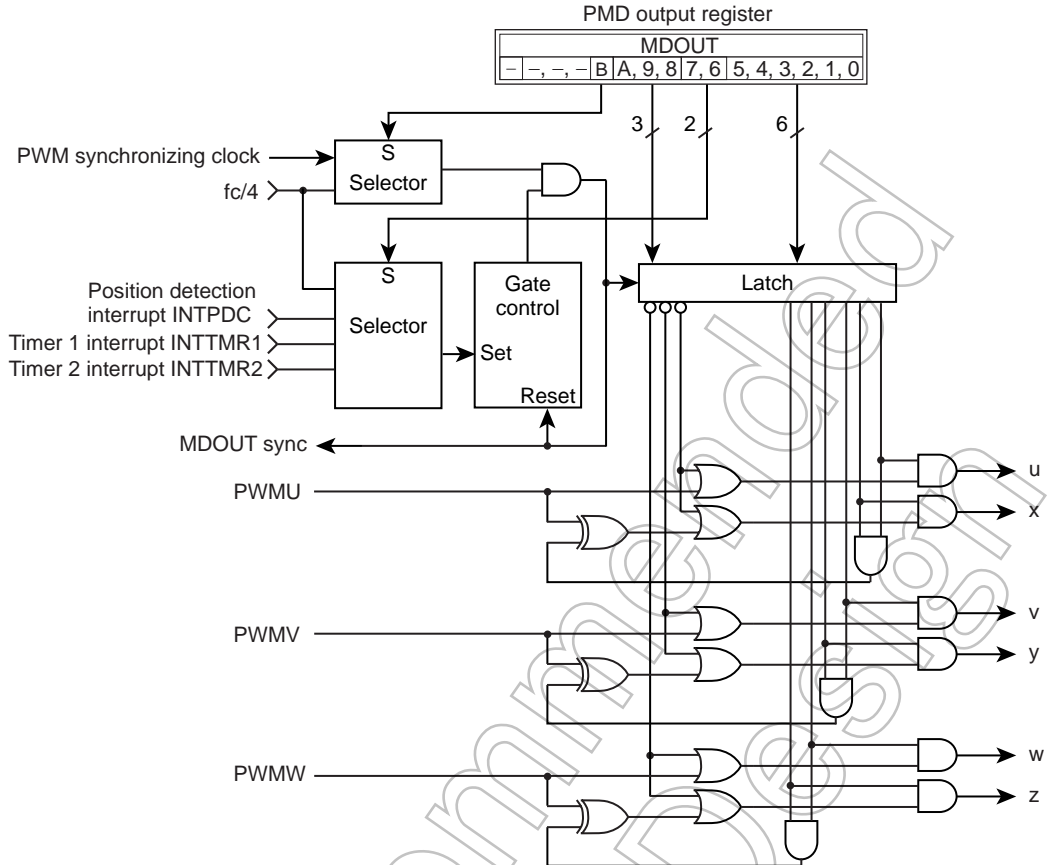 PMD output register
MDOUT
– –, –, – B A, 9, 8 7, 6 5, 4, 3, 2, 1, 0
3
2
6
PWM synchronizing clock
S
Selector
fc/4
S
Selector
Gate
control
Set
Reset
Latch
Position detection
interrupt INTPDC
Timer 1 interrupt INTTMR1
Timer 2 interrupt INTTMR2
MDOUT sync
PWMU
u
x
PWMV
v
y
PWMW
w
z
ommended
Design